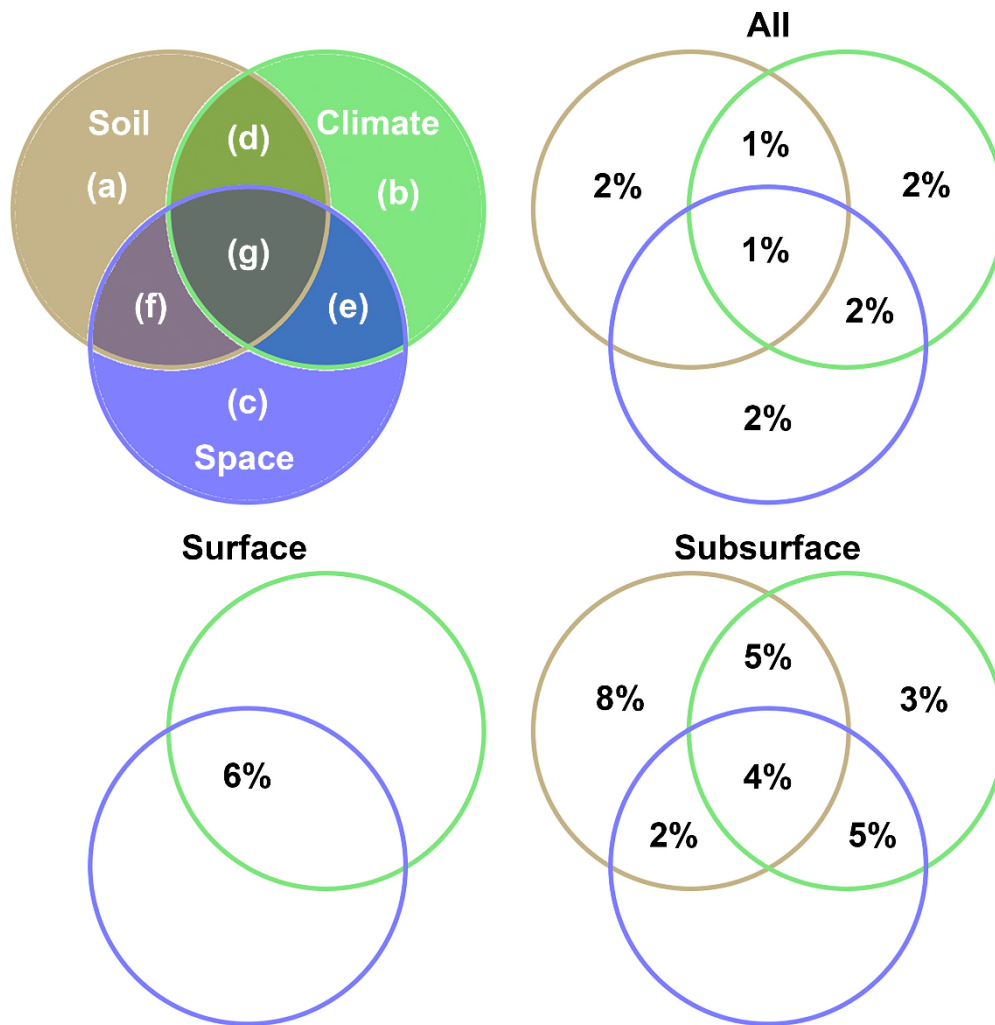 Soil
Climate
(a)
(b)
(d)
(g)
(f)
(e)
(c)
Space
All
1%
2%
2%
1%
2%
2%
Surface
6%
Subsurface
5%
8%
3%
4%
2%
5%